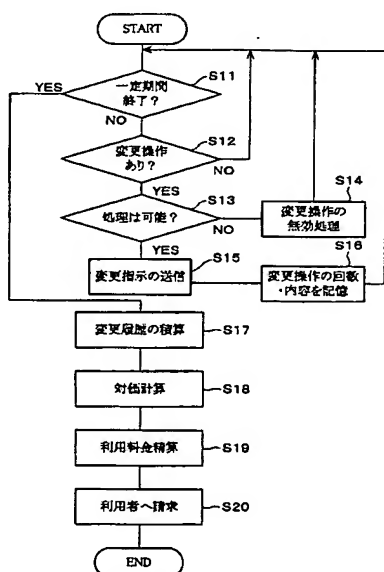 START
S11
一定期間
終了?
YES
NO
S12
変更操作
あり?
NO
YES
S13
処理は可能?
NO
YES
S14
変更操作の
無効処理
S15
変更指示の送信
S16
変更操作の回数
・内容を記憶
変更履歴の積算
S17
対価計算
S18
利用料金精算
S19
利用者へ請求
S20
END